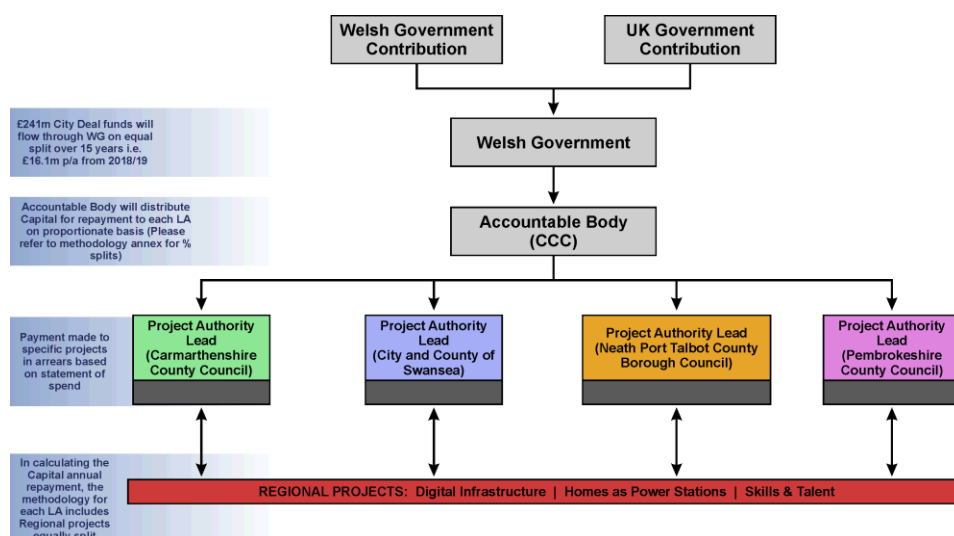 Welsh Government
Contribution
UK Government
Contribution
£241m City Deal funds will
flow through WG on equal
split over 15 years i.e.
£16.1m p/a from 2018/19
Welsh Government
Accountable Body will distribute
Capital for repayment to each LA
on proportionate basis (Please
refer to methodology annex for %
splits)
Accountable Body
(CCC)
Payment made to
specific projects
in arrears based
on statement of
spend
Project Authority
Lead
(Carmarthenshire
County Council)
Project Authority
Lead
(City and County of
Swansea)
Project Authority Lead
(Neath Port Talbot County
Borough Council)
Project Authority
Lead
(Pembrokeshire
County Council)
In calculating the
Capital annual
repayment, the
methodology for
each LA includes
Regional projects
equally split
REGIONAL PROJECTS: Digital Infrastructure | Homes as Power Stations | Skills & Talent